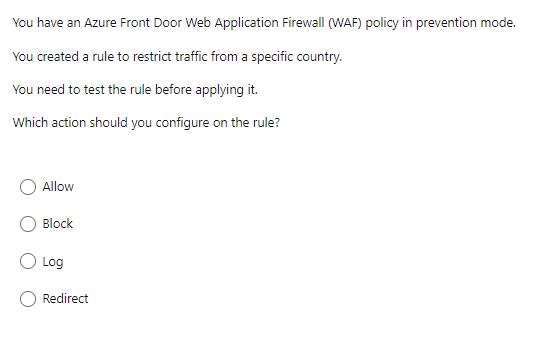 You have an Azure Front Door Web Application Firewall (WAF) policy in prevention mode.
You created a rule to restrict traffic from a specific country.
You need to test the rule before applying it.
Which action should you configure on the rule?
Allow
Block
Log
Redirect